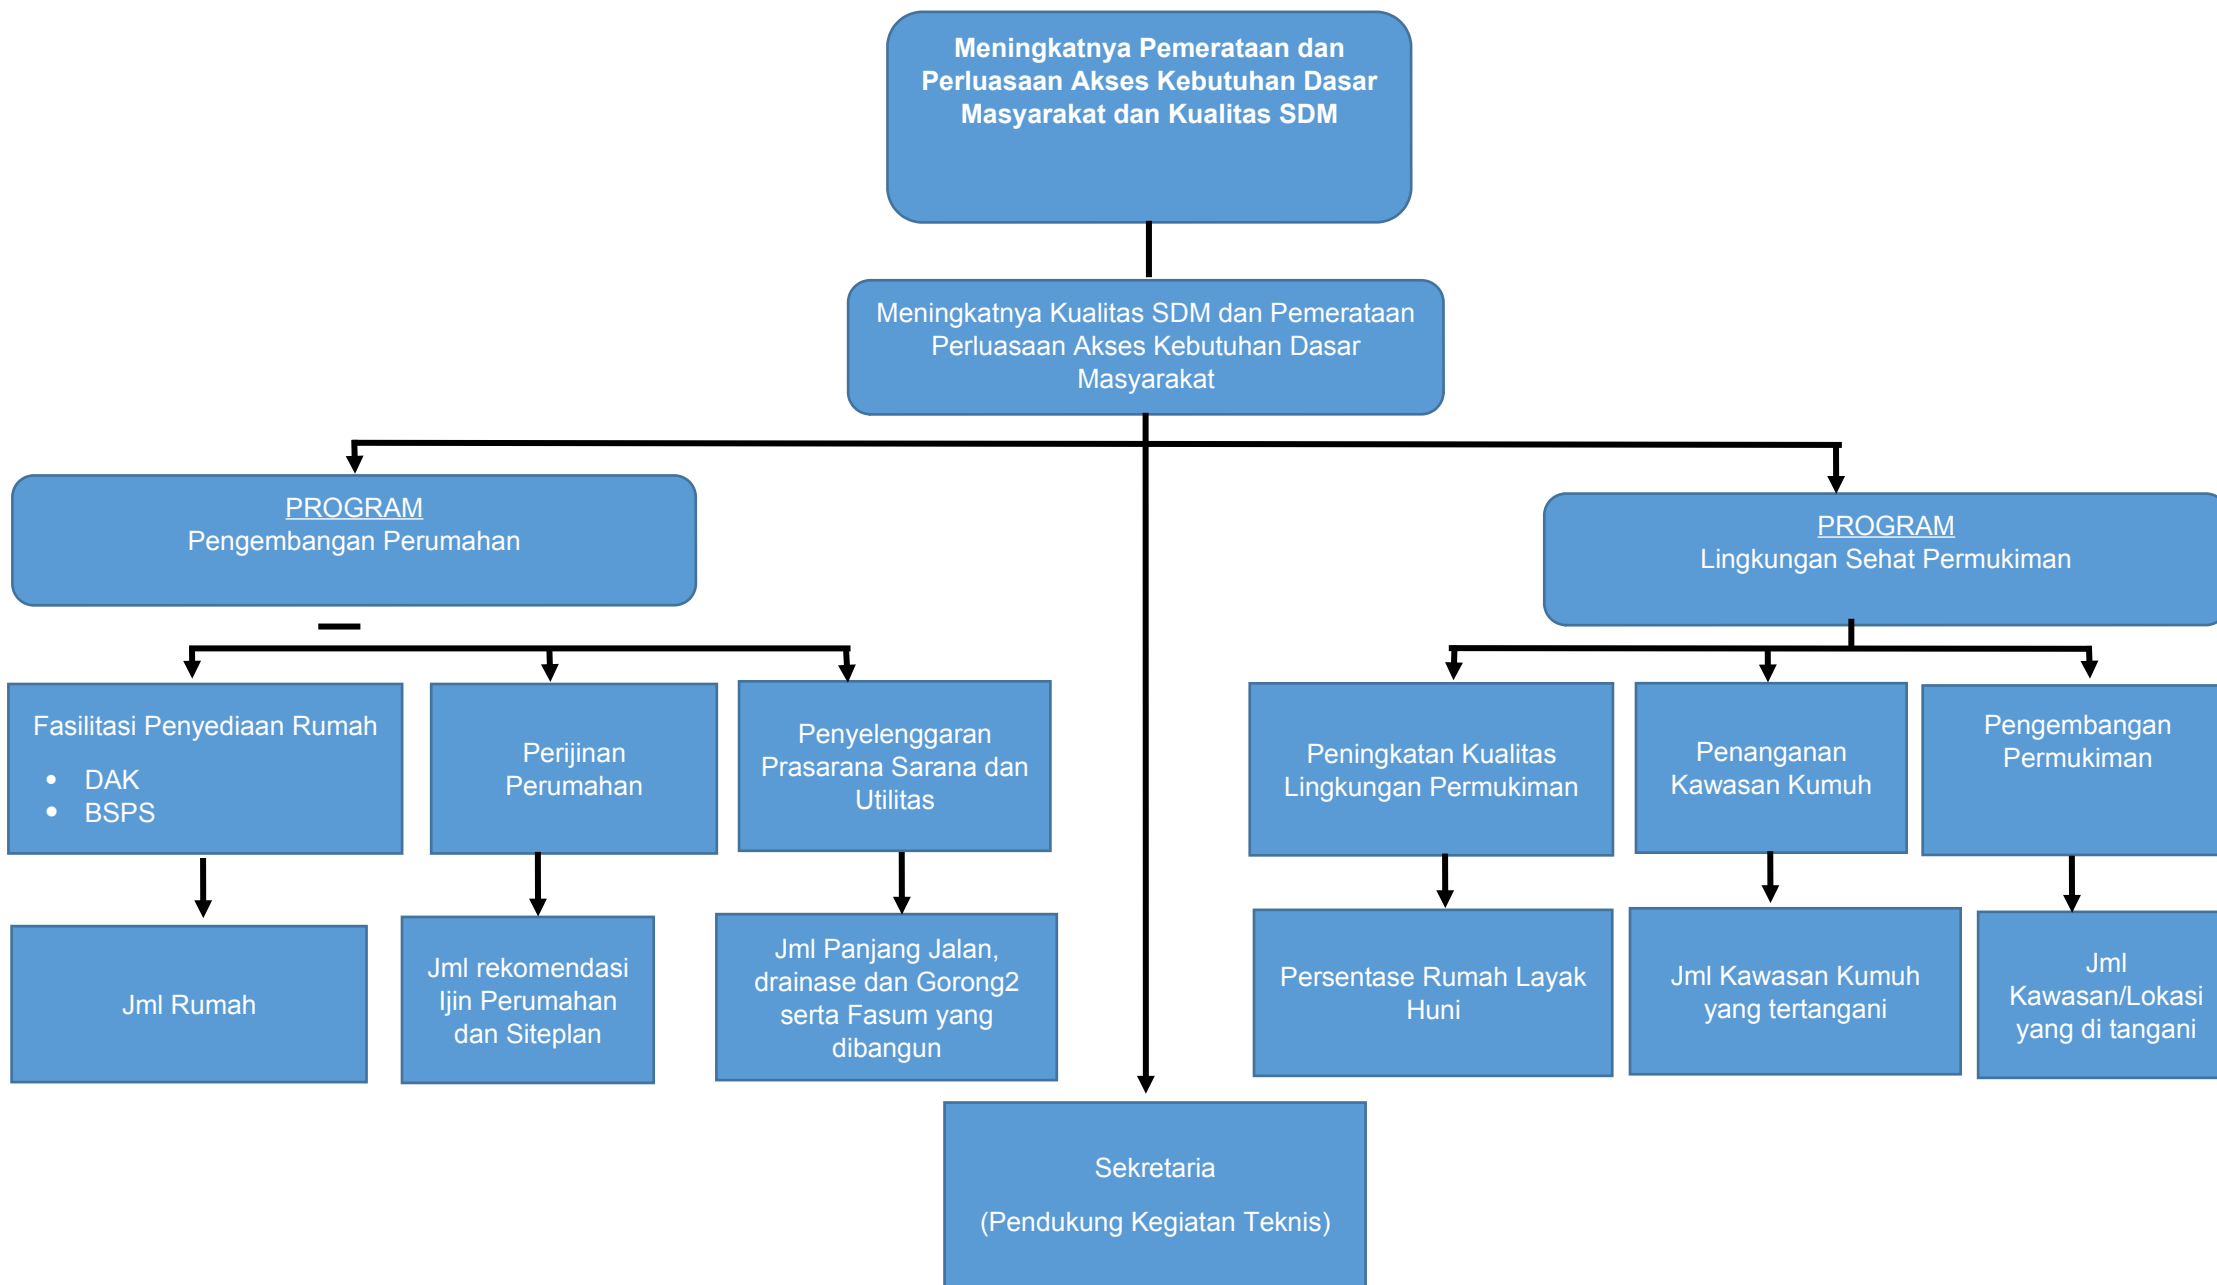 Meningkatnya Pemerataan dan
Perluasaan Akses Kebutuhan Dasar
Masyarakat dan Kualitas SDM
Meningkatnya Kualitas SDM dan Pemerataan
Perluasaan Akses Kebutuhan Dasar
Masyarakat
PROGRAM
Pengembangan Perumahan
PROGRAM
Lingkungan Sehat Permukiman
Fasilitasi Penyediaan Rumah
• DAK
• BSPS
Perijinan
Perumahan
Penyelenggaran
Prasarana Sarana dan
Utilitas
Peningkatan Kualitas
Lingkungan Permukiman
Penanganan
Kawasan Kumuh
Pengembangan
Permukiman
Jml Rumah
Jml rekomendasi
Ijin Perumahan
dan Siteplan
Jml Panjang Jalan,
drainase dan Gorong2
serta Fasum yang
dibangun
Persentase Rumah Layak
Huni
Jml Kawasan Kumuh
yang tertangani
Jml
Kawasan/Lokasi
yang di tangani
Sekretaria
(Pendukung Kegiatan Teknis)